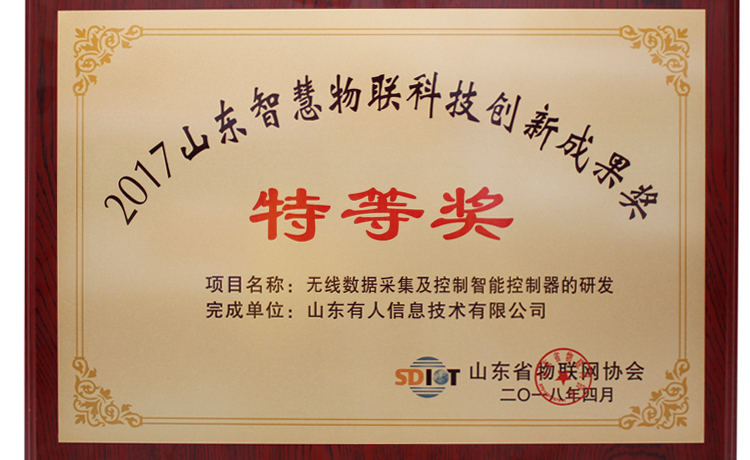 2017山东智慧物联科技创新成果奖
特等奖
项目名称：无线数据采集及控制智能控制器的研发
完成单位：山东有人信息技术有限公司
SDIOT 山东省物联网协会
二〇一八年四月